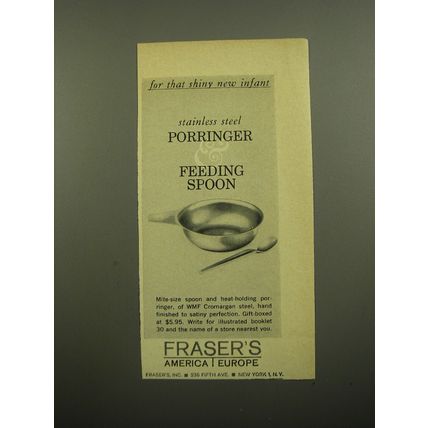 for that shiny new infant
stainless steel
PORRINGER
&
FEEDING
SPOON
Mite-size spoon and heat-holding por-
ringer, of WMF Cromargan steel, hand
finished to satiny perfection. Gift-boxed
at $5.95. Write for illustrated booklet
30 and the name of a store nearest you.
FRASER'S
AMERICA | EUROPE
FRASER'S, INC. ■ 236 FIFTH AVE. ■ NEW YORK 1, N.Y.